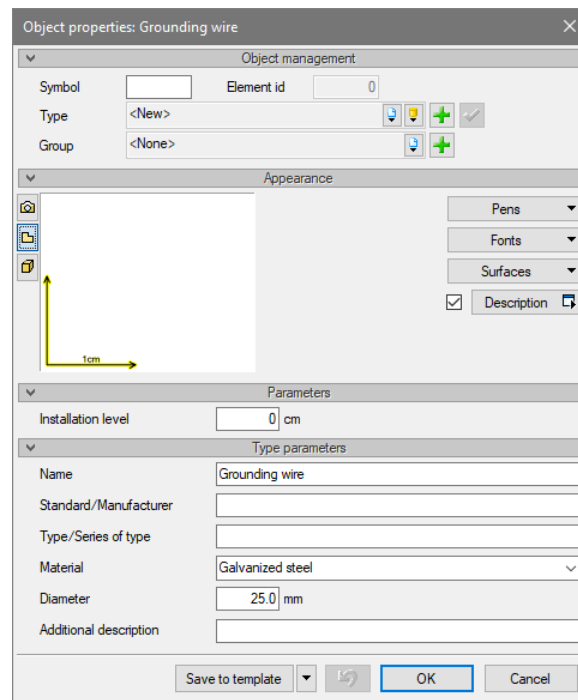 Object properties: Grounding wire
Object management
Symbol Element id 0
Type <New>
Group <None>
Appearance
Pens
Fonts
Surfaces
Description
1cm
Parameters
Installation level 0 cm
Type parameters
Name Grounding wire
Standard/Manufacturer
Type/Series of type
Material Galvanized steel
Diameter 25.0 mm
Additional description
Save to template OK Cancel